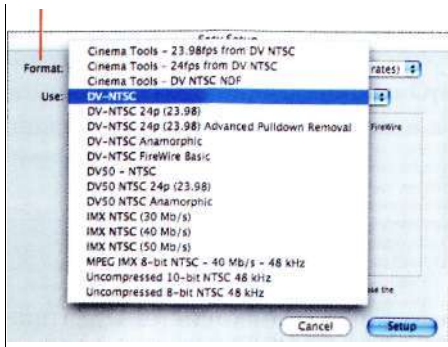 Format:
rates)
Use:
Cinema Tools - 23.98fps from DV NTSC
Cinema Tools - 24fps from DV NTSC
Cinema Tools - DV NTSC NDF
DV-NTSC
DV-NTSC 24p (23.98)
DV-NTSC 24p (23.98) Advanced Pulldown Removal
DV-NTSC Anamorphic
DV-NTSC FireWire Basic
DV50 - NTSC
DV50 NTSC 24p (23.98)
DV50 NTSC Anamorphic
IMX NTSC (30 Mb/s)
IMX NTSC (40 Mb/s)
IMX NTSC (50 Mb/s)
MPEG IMX 8-bit NTSC - 40 Mb/s - 48 kHz
Uncompressed 10-bit NTSC 48 kHz
Uncompressed 8-bit NTSC 48 kHz
FireWire
the
Cancel
Setup